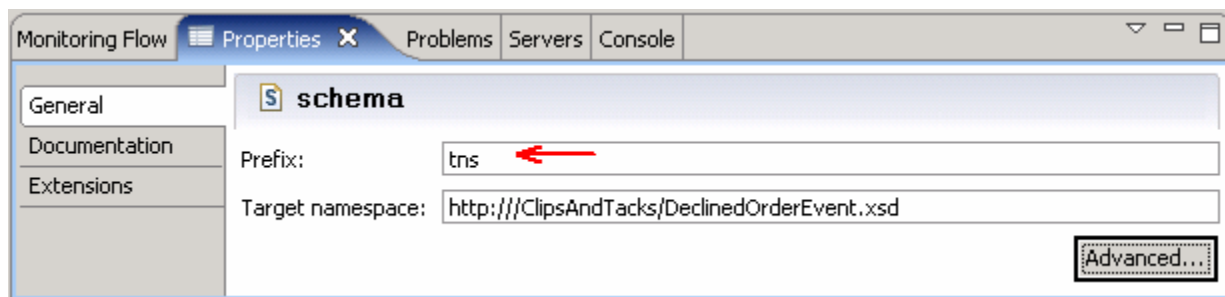 Monitoring Flow Properties Problems Servers Console
General
Documentation
Extensions
S schema
Prefix: tns
Target namespace: http:///ClipsAndTacks/DeclinedOrderEvent.xsd
Advanced...